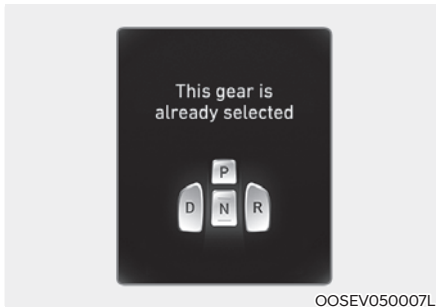 This gear is
already selected
P
D N R
OOSEV050007L